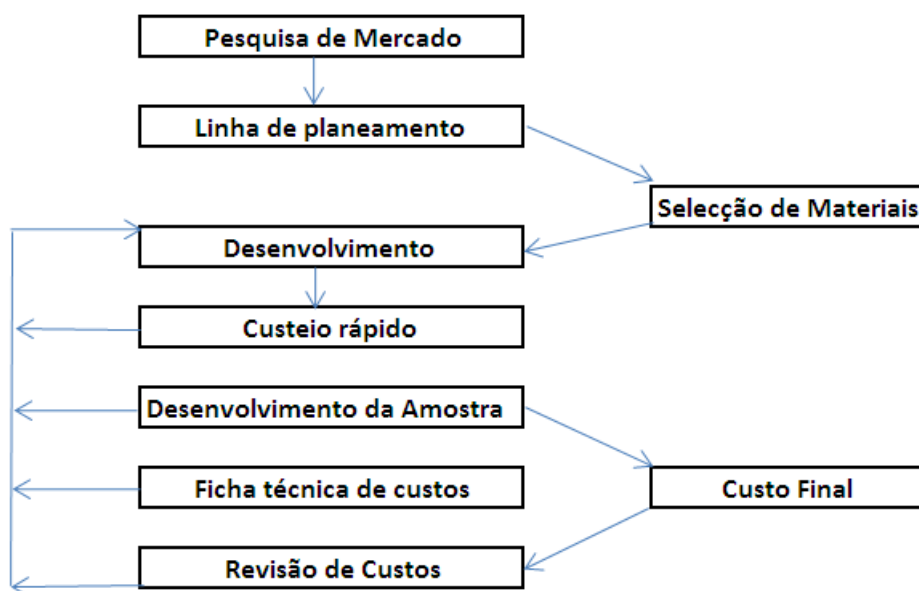 Pesquisa de Mercado
Linha de planeamento
Selecção de Materiais
Desenvolvimento
Custeio rápido
Desenvolvimento da Amostra
Ficha técnica de custos
Custo Final
Revisão de Custos